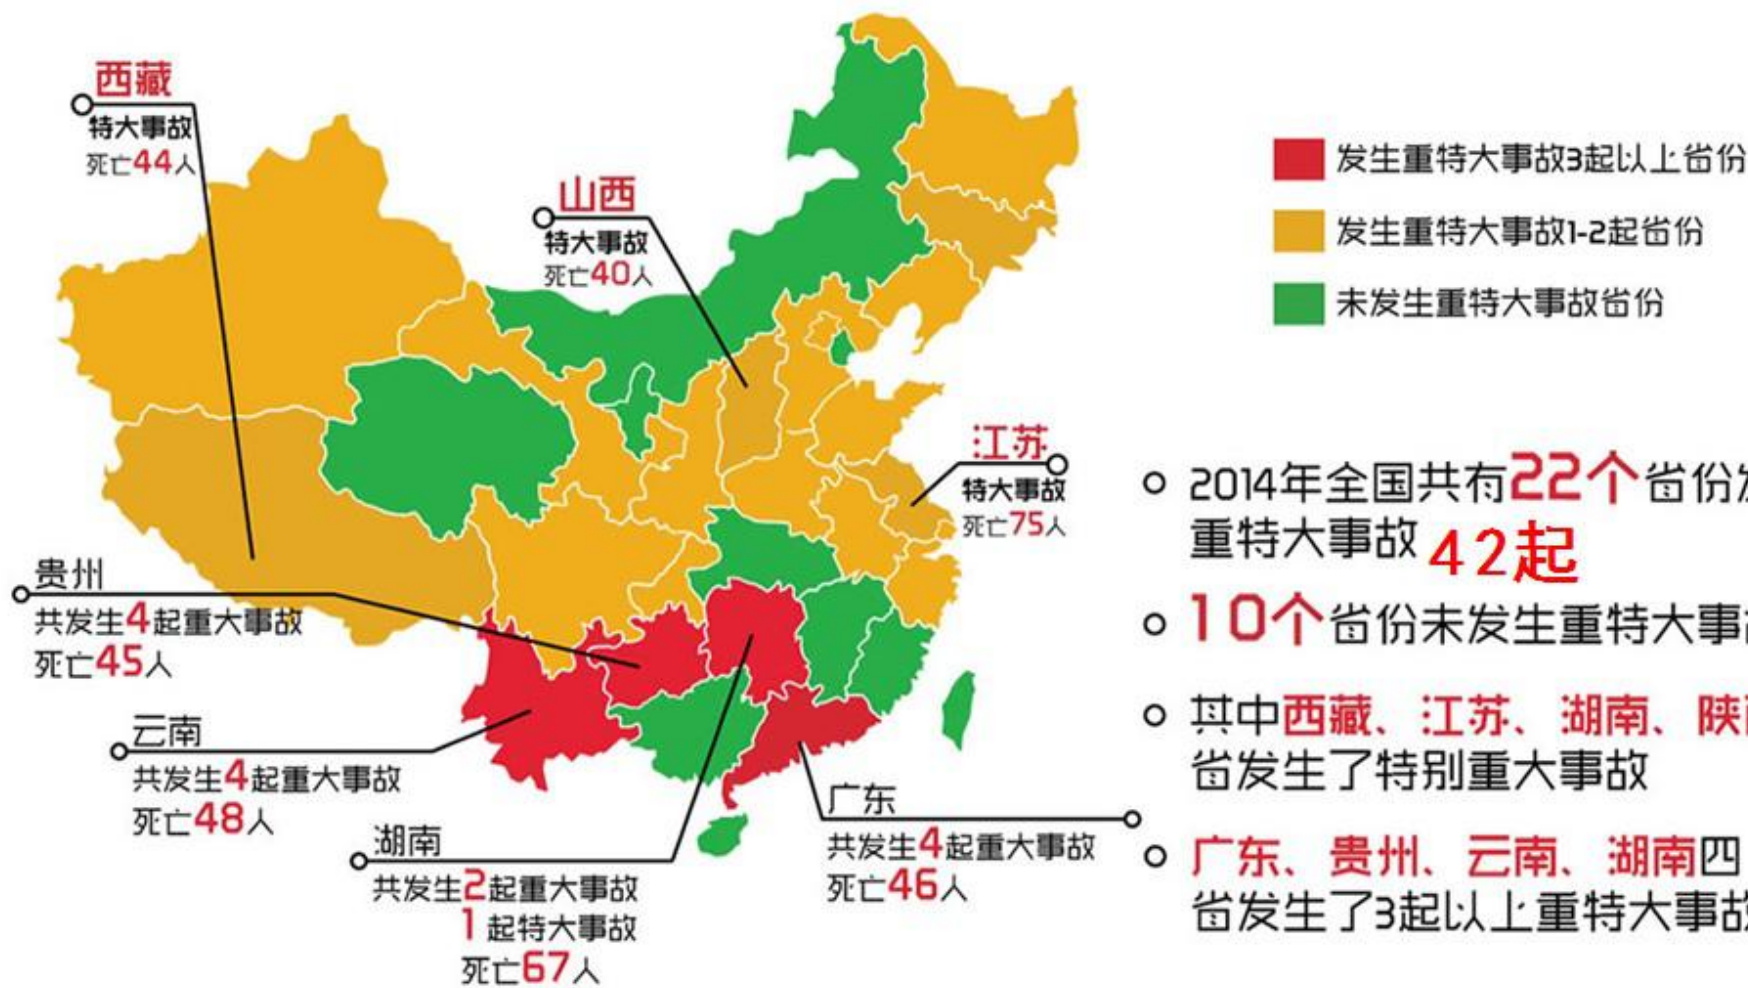 西藏
特大事故
死亡44人
山西
特大事故
死亡40人
江苏
特大事故
死亡75人
贵州
共发生4起重大事故
死亡45人
云南
共发生4起重大事故
死亡48人
湖南
共发生2起重大事故
1起特大事故
死亡67人
广东
共发生4起重大事故
死亡46人
发生重特大事故3起以上省份
发生重特大事故1-2起省份
未发生重特大事故省份
2014年全国共有22个省份发
重特大事故 42起
10个省份未发生重特大事故
其中西藏、江苏、湖南、陕西
省发生了特别重大事故
广东、贵州、云南、湖南四
省发生了3起以上重特大事故